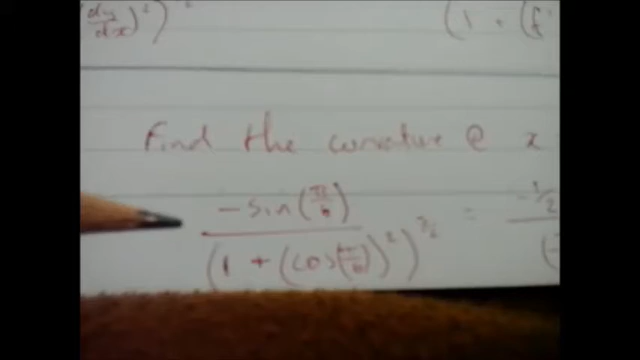 (dy/dx)²)     (1 + (f'
Find the curvature @ x
-sin(π/6) / (1 + (cos(π/6))²)^3/2 = -1/2